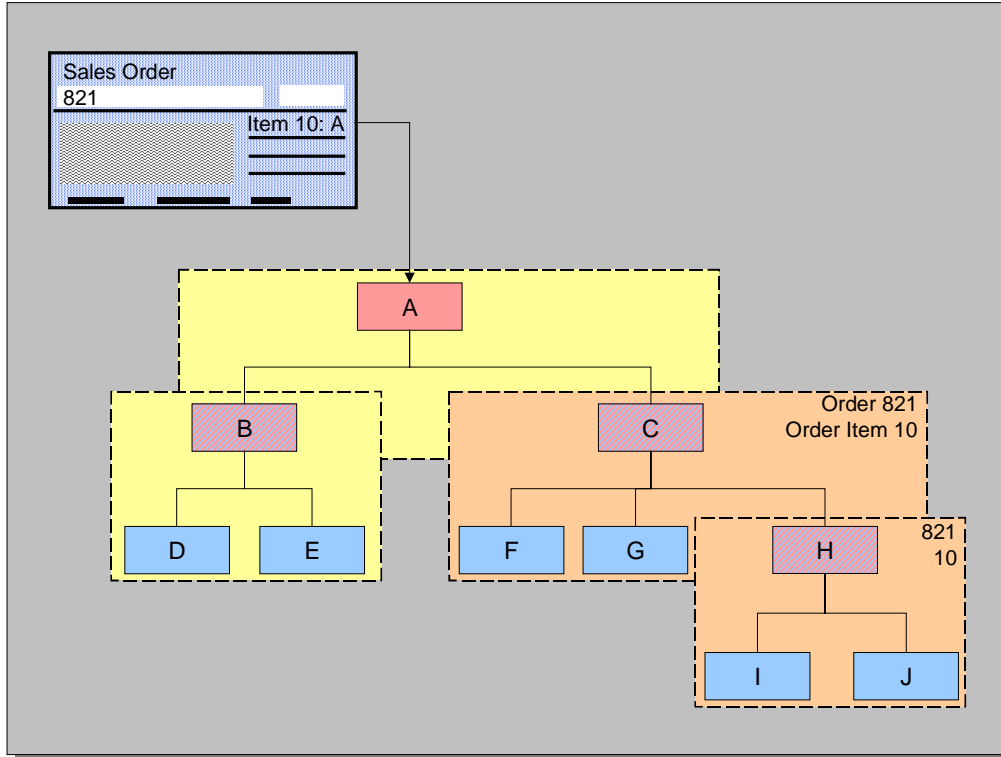 Sales Order
821
Item 10: A
A
B
C
Order 821
Order Item 10
D
E
F
G
H
821
10
I
J